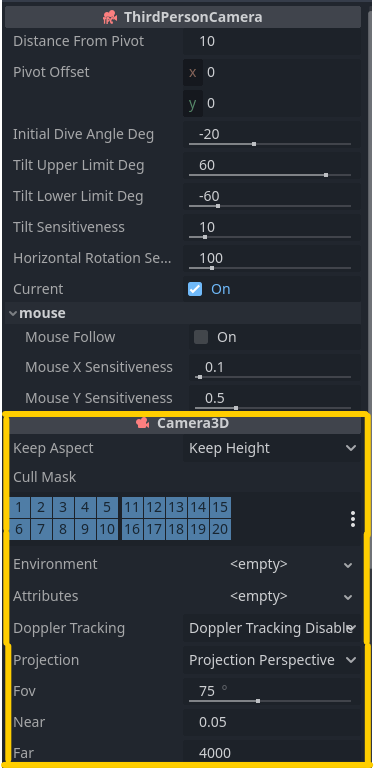 ThirdPersonCamera
Distance From Pivot 10
Pivot Offset x 0
y 0
Initial Dive Angle Deg -20
Tilt Upper Limit Deg 60
Tilt Lower Limit Deg -60
Tilt Sensitiveness 10
Horizontal Rotation Se... 100
Current On
mouse
Mouse Follow On
Mouse X Sensitiveness 0.1
Mouse Y Sensitiveness 0.5
Camera3D
Keep Aspect Keep Height
Cull Mask
1 2 3 4 5 11 12 13 14 15
6 7 8 9 10 16 17 18 19 20
Environment <empty>
Attributes <empty>
Doppler Tracking Doppler Tracking Disable
Projection Projection Perspective
Fov 75 °
Near 0.05
Far 4000